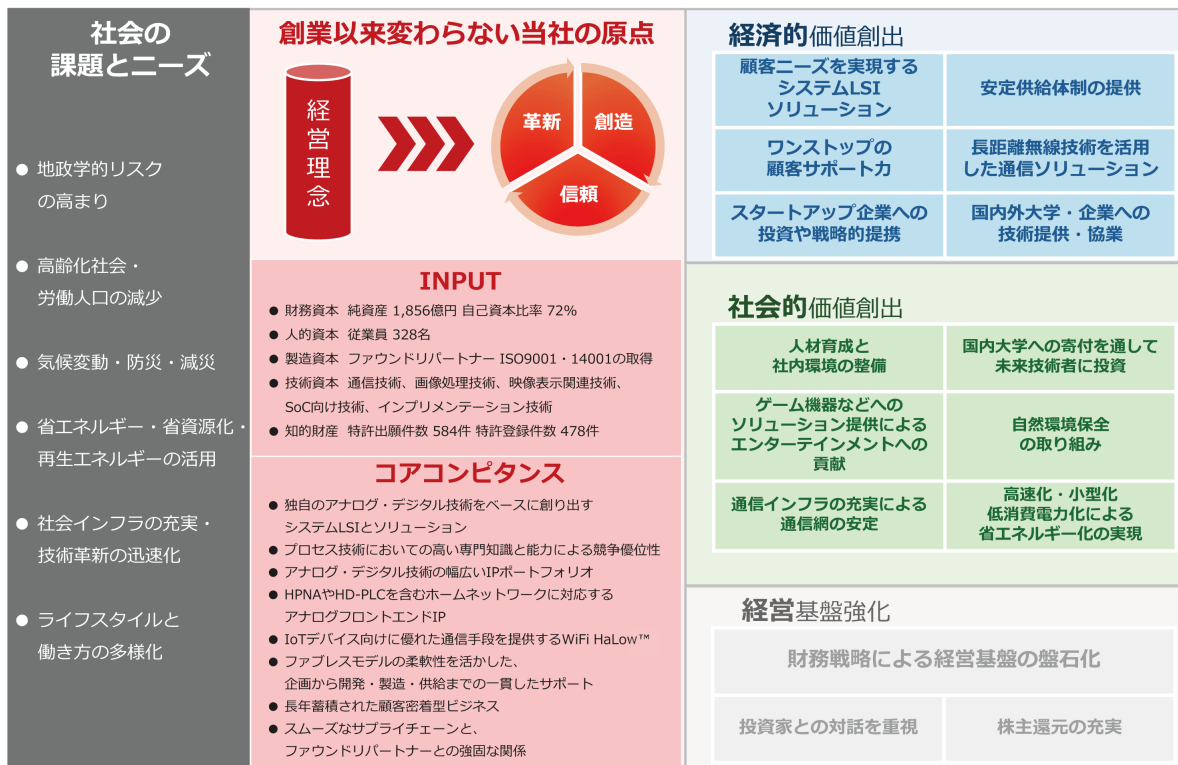 社会の
課題とニーズ
● 地政学的リスク
の高まり
● 高齢化社会・
労働人口の減少
● 気候変動・防災・減災
● 省エネルギー・省資源化・
再生エネルギーの活用
● 社会インフラの充実・
技術革新の迅速化
● ライフスタイルと
働き方の多様化
創業以来変わらない当社の原点
経営理念
革新
創造
信頼
INPUT
● 財務資本 純資産 1,856億円 自己資本比率 72%
● 人的資本 従業員 328名
● 製造資本 ファウンドリパートナー ISO9001・14001の取得
● 技術資本 通信技術、画像処理技術、映像表示関連技術、
SoC向け技術、インプリメンテーション技術
● 知的財産 特許出願件数 584件 特許登録件数 478件
コアコンピタンス
● 独自のアナログ・デジタル技術をベースに創り出す
システムLSIとソリューション
● プロセス技術においての高い専門知識と能力による競争優位性
● アナログ・デジタル技術の幅広いIPポートフォリオ
● HPNAやHD-PLCを含むホームネットワークに対応する
アナログフロントエンドIP
● IoTデバイス向けに優れた通信手段を提供するWiFi HaLow™
● ファブレスモデルの柔軟性を活かした、
企画から開発・製造・供給までの一貫したサポート
● 長年蓄積された顧客密着型ビジネス
● スムーズなサプライチェーンと、
ファウンドリパートナーとの強固な関係
経済的価値創出
顧客ニーズを実現する
システムLSI
ソリューション
安定供給体制の提供
ワンストップの
顧客サポート力
長距離無線技術を活用
した通信ソリューション
スタートアップ企業への
投資や戦略的提携
国内外大学・企業への
技術提供・協業
社会的価値創出
人材育成と
社内環境の整備
国内大学への寄付を通して
未来技術者に投資
ゲーム機器などへの
ソリューション提供による
エンターテインメントへの
貢献
自然環境保全
の取り組み
通信インフラの充実による
通信網の安定
高速化・小型化
低消費電力化による
省エネルギー化の実現
経営基盤強化
財務戦略による経営基盤の盤石化
投資家との対話を重視
株主還元の充実